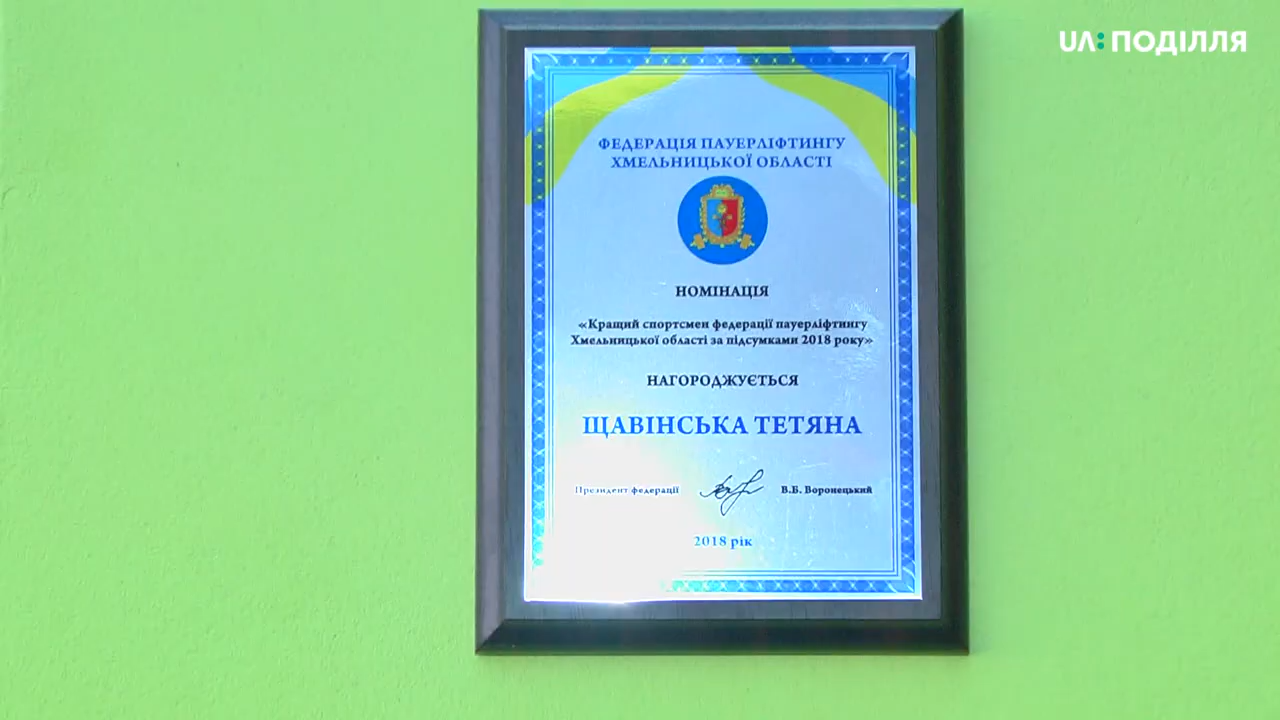 UA: ПОДІЛЛЯ
ФЕДЕРАЦІЯ ПАУЕРЛІФТИНГУ
ХМЕЛЬНИЦЬКОЇ ОБЛАСТІ
НОМІНАЦІЯ
«Кращий спортсмен федерації пауерліфтингу
Хмельницької області за підсумками 2018 року»
НАГОРОДЖУЄТЬСЯ
ЩАВІНСЬКА ТЕТЯНА
Президент федерації В.Б. Воронецький
2018 рік